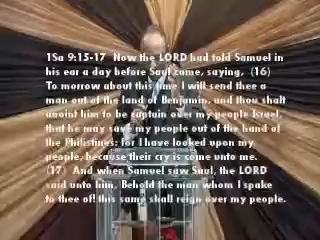 1Sa 9:15-17  Now the LORD had told Samuel in
his ear a day before Saul came, saying,  (16)
To morrow about this time I will send thee a
man out of the land of Benjamin, and thou shalt
anoint him to be captain over my people Israel,
that he may save my people out of the hand of
the Philistines: for I have looked upon my
people, because their cry is come unto me.
(17)  And when Samuel saw Saul, the LORD
said unto him, Behold the man whom I spake
to thee of! this same shall reign over my people.